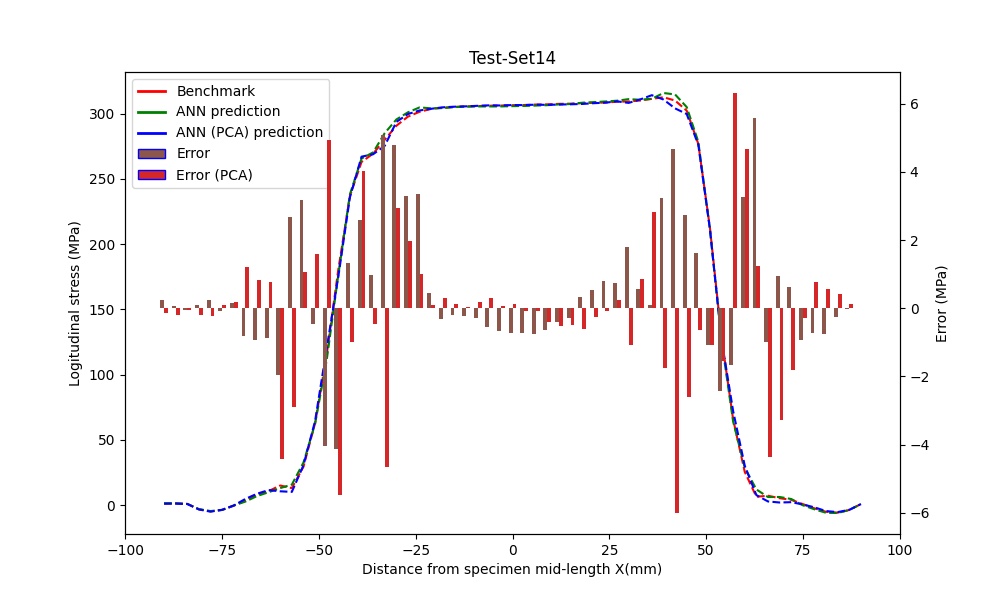 Test-Set14
Benchmark
ANN prediction
ANN (PCA) prediction
Error
Error (PCA)
Logitudinal stress (MPa)
300
250
200
150
100
50
0
6
4
2
0
−2
−4
−6
Error (MPa)
−100 −75 −50 −25 0 25 50 75 100
Distance from specimen mid-length X(mm)